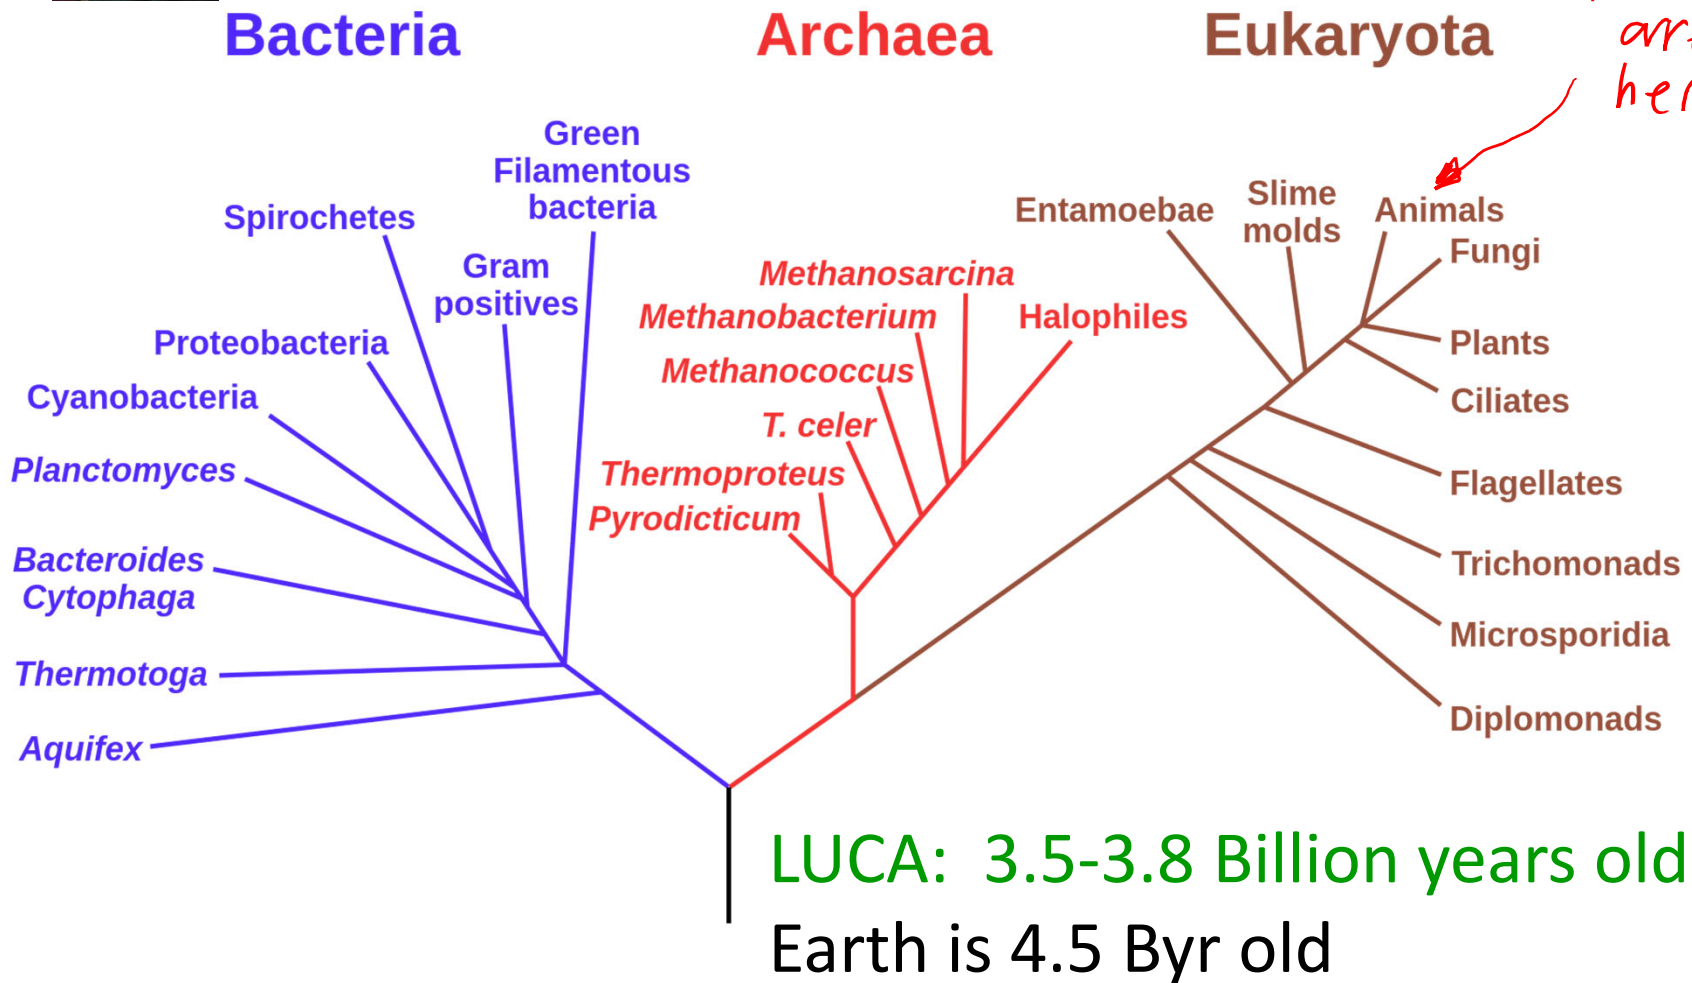 Bacteria
Archaea
Eukaryota
Green
Filamentous
bacteria
Spirochetes
Gram
positives
Proteobacteria
Cyanobacteria
Planctomyces
Bacteroides
Cytophaga
Thermotoga
Aquifex
Methanosarcina
Methanobacterium
Halophiles
Methanococcus
T. celer
Thermoproteus
Pyrodicticum
Entamoebae
Slime
molds
Animals
Fungi
Plants
Ciliates
Flagellates
Trichomonads
Microsporidia
Diplomonads
LUCA: 3.5-3.8 Billion years old
Earth is 4.5 Byr old